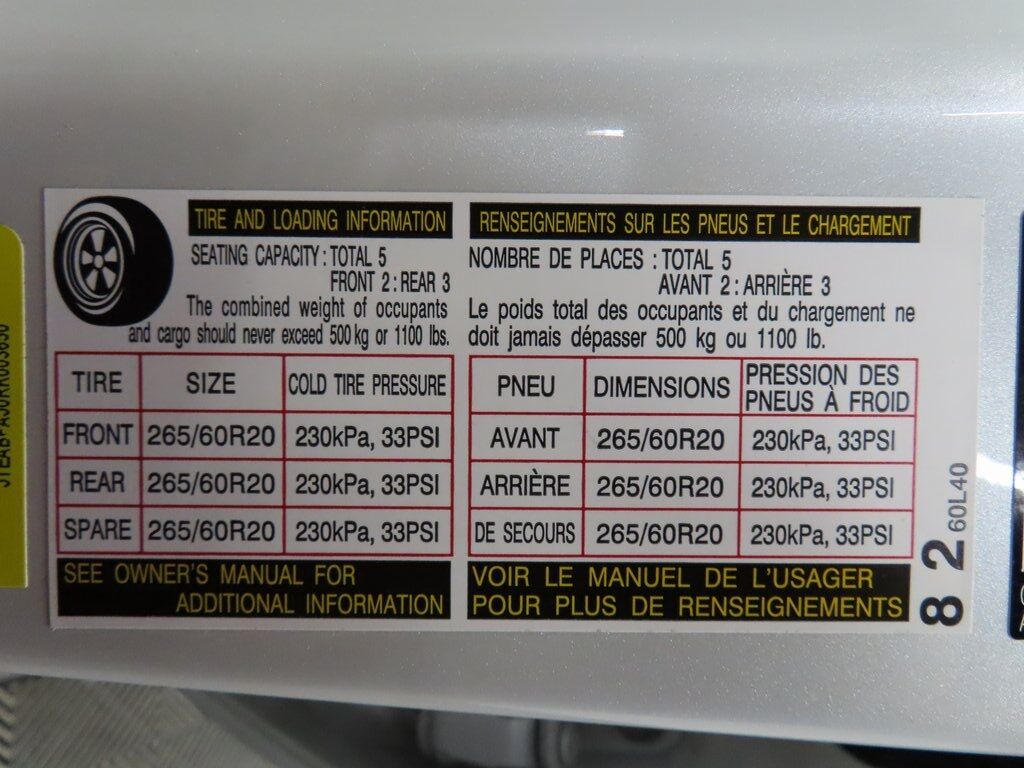 TIRE AND LOADING INFORMATION
SEATING CAPACITY : TOTAL 5
FRONT 2 : REAR 3
The combined weight of occupants
and cargo should never exceed 500 kg or 1100 lbs.
TIRE SIZE COLD TIRE PRESSURE
FRONT 265/60R20 230kPa, 33PSI
REAR 265/60R20 230kPa, 33PSI
SPARE 265/60R20 230kPa, 33PSI
SEE OWNER'S MANUAL FOR
ADDITIONAL INFORMATION
RENSEIGNEMENTS SUR LES PNEUS ET LE CHARGEMENT
NOMBRE DE PLACES : TOTAL 5
AVANT 2 : ARRIÈRE 3
Le poids total des occupants et du chargement ne
doit jamais dépasser 500 kg ou 1100 lb.
PNEU DIMENSIONS PRESSION DES
PNEUS À FROID
AVANT 265/60R20 230kPa, 33PSI
ARRIÈRE 265/60R20 230kPa, 33PSI
DE SECOURS 265/60R20 230kPa, 33PSI
VOIR LE MANUEL DE L'USAGER
POUR PLUS DE RENSEIGNEMENTS
8 2 60L40